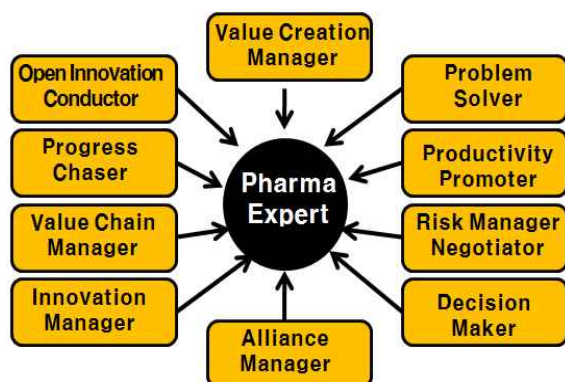 Value Creation
Manager
Open Innovation
Conductor
Problem
Solver
Progress
Chaser
Pharma
Expert
Productivity
Promoter
Value Chain
Manager
Risk Manager
Negotiator
Innovation
Manager
Alliance
Manager
Decision
Maker